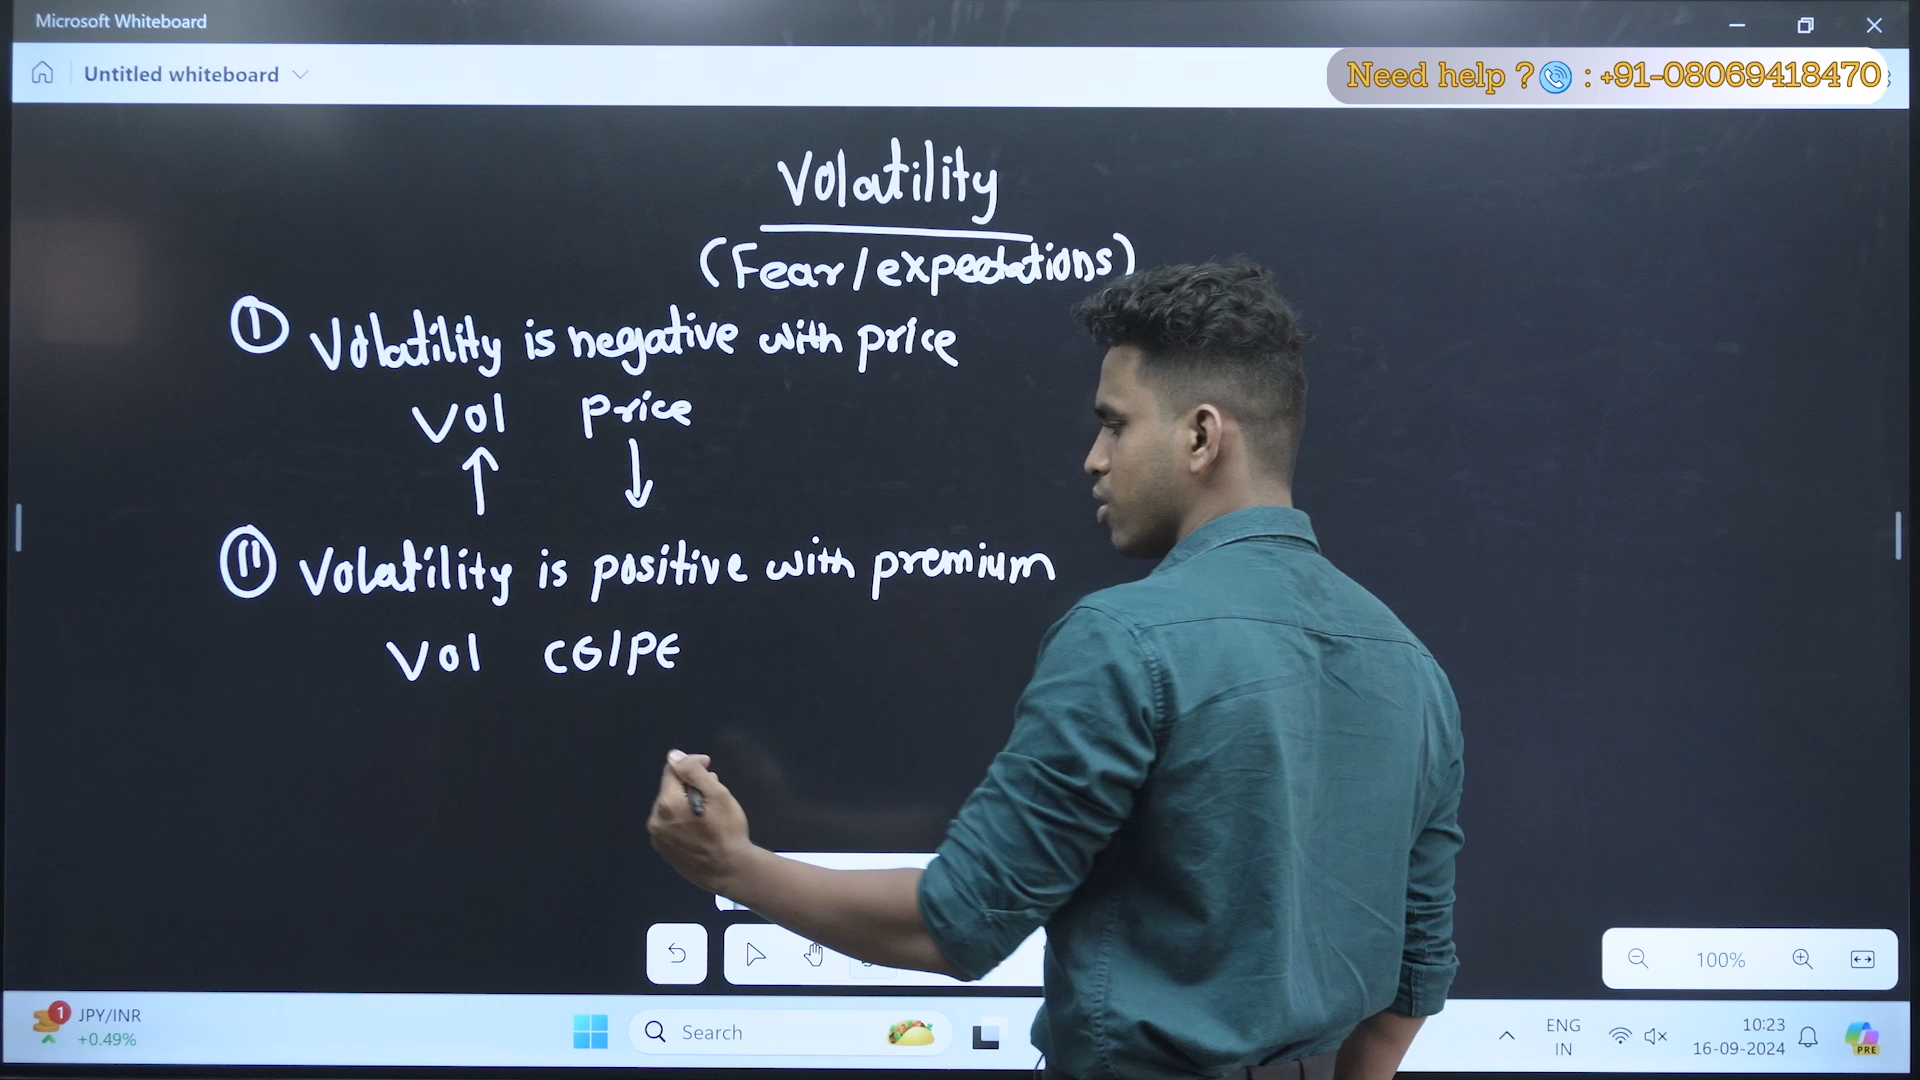 Microsoft Whiteboard
Untitled whiteboard
Need help ? : +91-08069418470
Volatility
(Fear/expectations)
I Volatility is negative with price
Vol price
↑ ↓
II Volatility is positive with premium
Vol CE/PE
100%
1 JPY/INR
+0.49%
Search
ENG
IN
10:23
16-09-2024
PRE